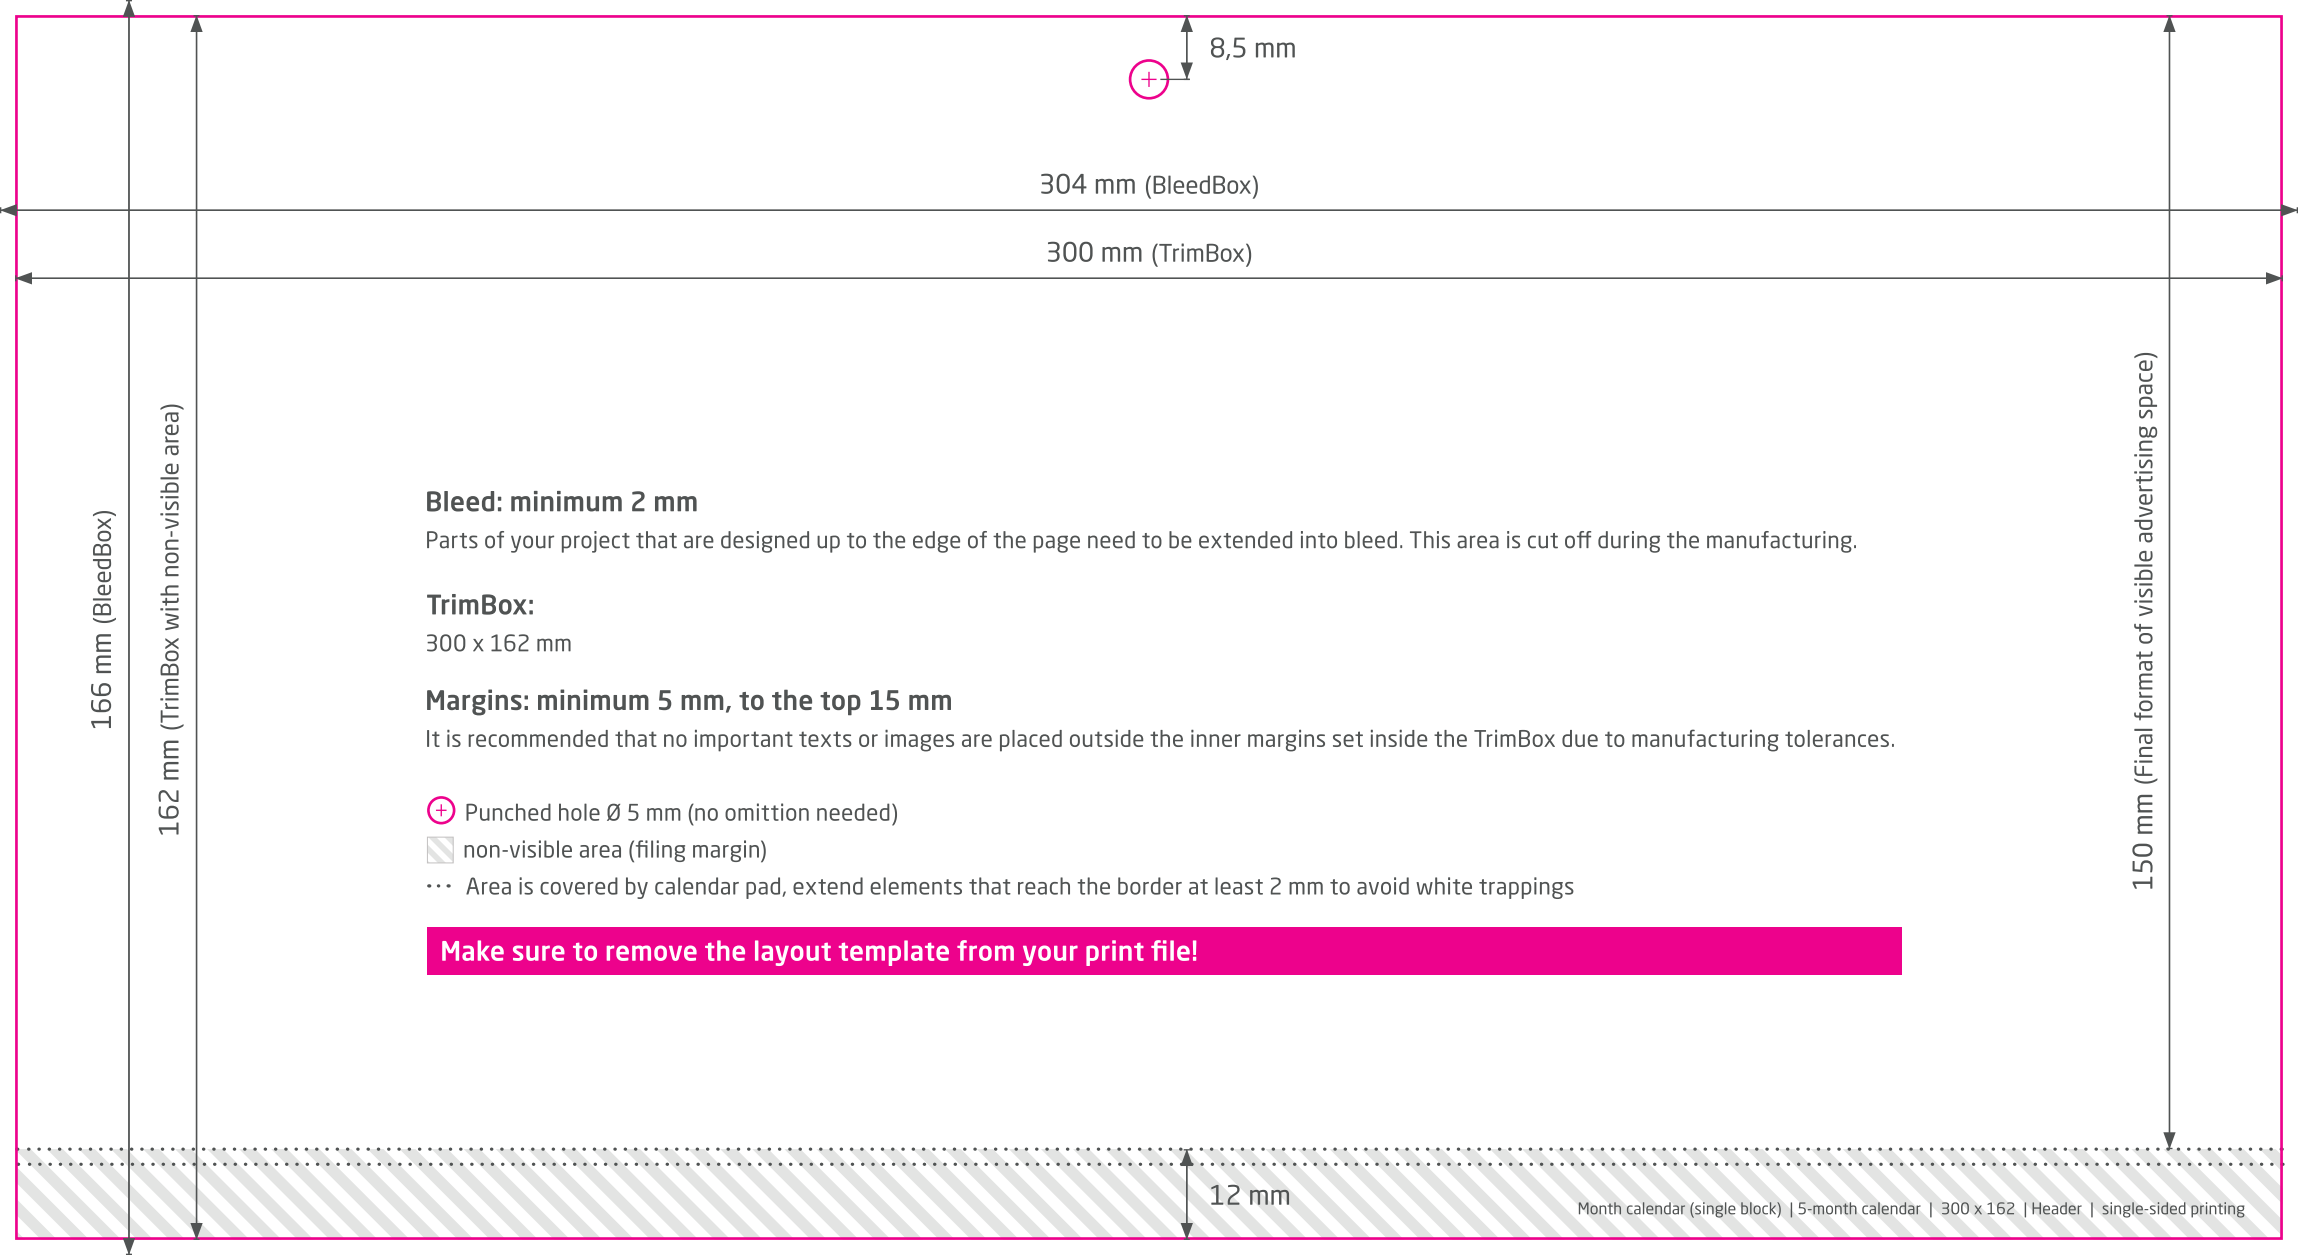 8,5 mm
304 mm (BleedBox)
300 mm (TrimBox)
166 mm (BleedBox)
162 mm (TrimBox with non-visible area)
150 mm (Final format of visible advertising space)
Bleed: minimum 2 mm
Parts of your project that are designed up to the edge of the page need to be extended into bleed. This area is cut off during the manufacturing.
TrimBox:
300 x 162 mm
Margins: minimum 5 mm, to the top 15 mm
It is recommended that no important texts or images are placed outside the inner margins set inside the TrimBox due to manufacturing tolerances.
Punched hole Ø 5 mm (no omittion needed)
non-visible area (filing margin)
Area is covered by calendar pad, extend elements that reach the border at least 2 mm to avoid white trappings
Make sure to remove the layout template from your print file!
12 mm
Month calendar (single block) | 5-month calendar | 300 x 162 | Header | single-sided printing